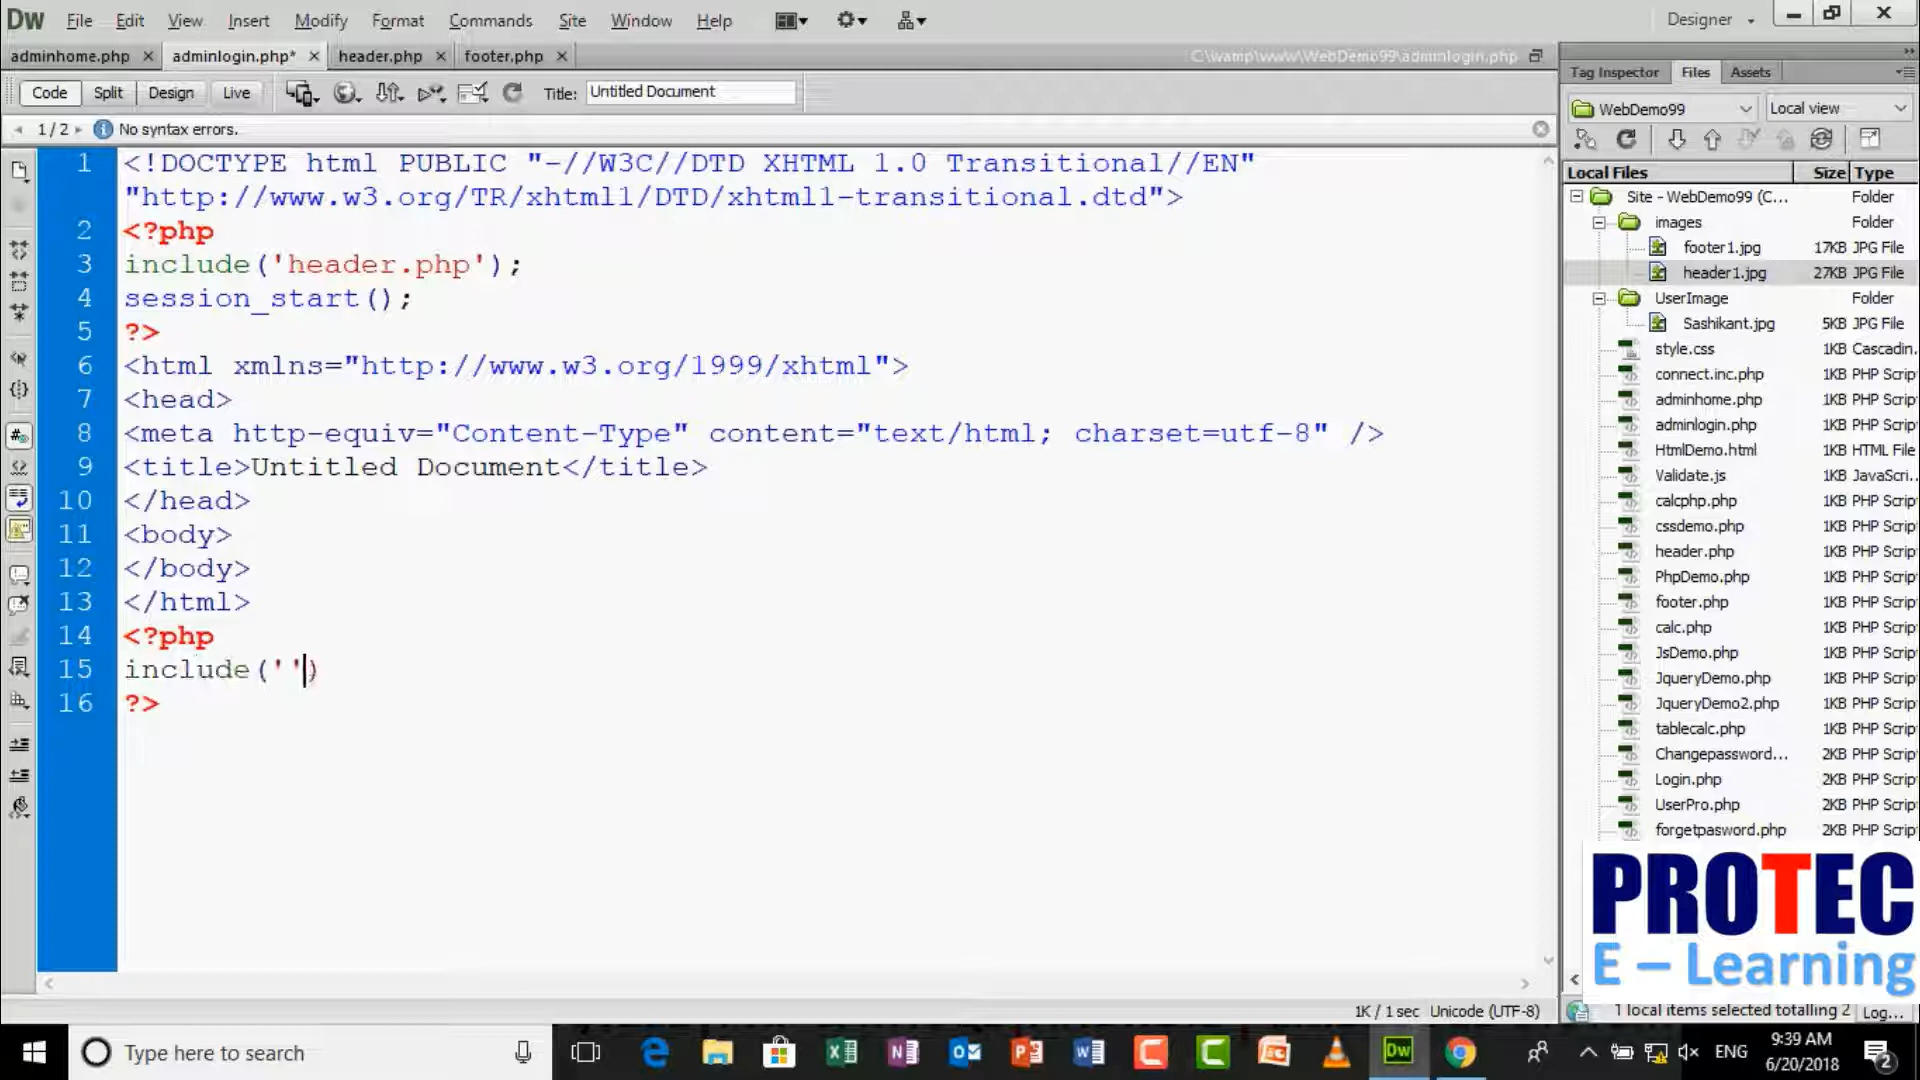 Dw File Edit View Insert Modify Format Commands Site Window Help Designer
adminhome.php adminlogin.php* header.php footer.php C:\wamp\www\WebDemo99\adminlogin.php
Code Split Design Live Title: Untitled Document
1 / 2 No syntax errors.
1 <!DOCTYPE html PUBLIC "-//W3C//DTD XHTML 1.0 Transitional//EN"
"http://www.w3.org/TR/xhtml1/DTD/xhtml1-transitional.dtd">
2 <?php
3 include('header.php');
4 session_start();
5 ?>
6 <html xmlns="http://www.w3.org/1999/xhtml">
7 <head>
8 <meta http-equiv="Content-Type" content="text/html; charset=utf-8" />
9 <title>Untitled Document</title>
10 </head>
11 <body>
12 </body>
13 </html>
14 <?php
15 include('')
16 ?>
1K / 1 sec Unicode (UTF-8)
Tag Inspector Files Assets
WebDemo99 Local view
Local Files Size Type
Site - WebDemo99 (C... Folder
images Folder
footer1.jpg 17KB JPG File
header1.jpg 27KB JPG File
UserImage Folder
Sashikant.jpg 5KB JPG File
style.css 1KB Cascadin.
connect.inc.php 1KB PHP Scrip
adminhome.php 1KB PHP Scrip
adminlogin.php 1KB PHP Scrip
HtmlDemo.html 1KB HTML File
Validate.js 1KB JavaScri..
calcphp.php 1KB PHP Scrip
cssdemo.php 1KB PHP Scrip
header.php 1KB PHP Scrip
PhpDemo.php 1KB PHP Scrip
footer.php 1KB PHP Scrip
calc.php 1KB PHP Scrip
JsDemo.php 1KB PHP Scrip
JqueryDemo.php 1KB PHP Scrip
JqueryDemo2.php 1KB PHP Scrip
tablecalc.php 1KB PHP Scrip
Changepassword... 2KB PHP Scrip
Login.php 2KB PHP Scrip
UserPro.php 2KB PHP Scrip
forgetpasword.php 2KB PHP Scrip
PROTEC
E – Learning
1 local items selected totalling 2 Log...
Type here to search
ENG
9:39 AM
6/20/2018
2